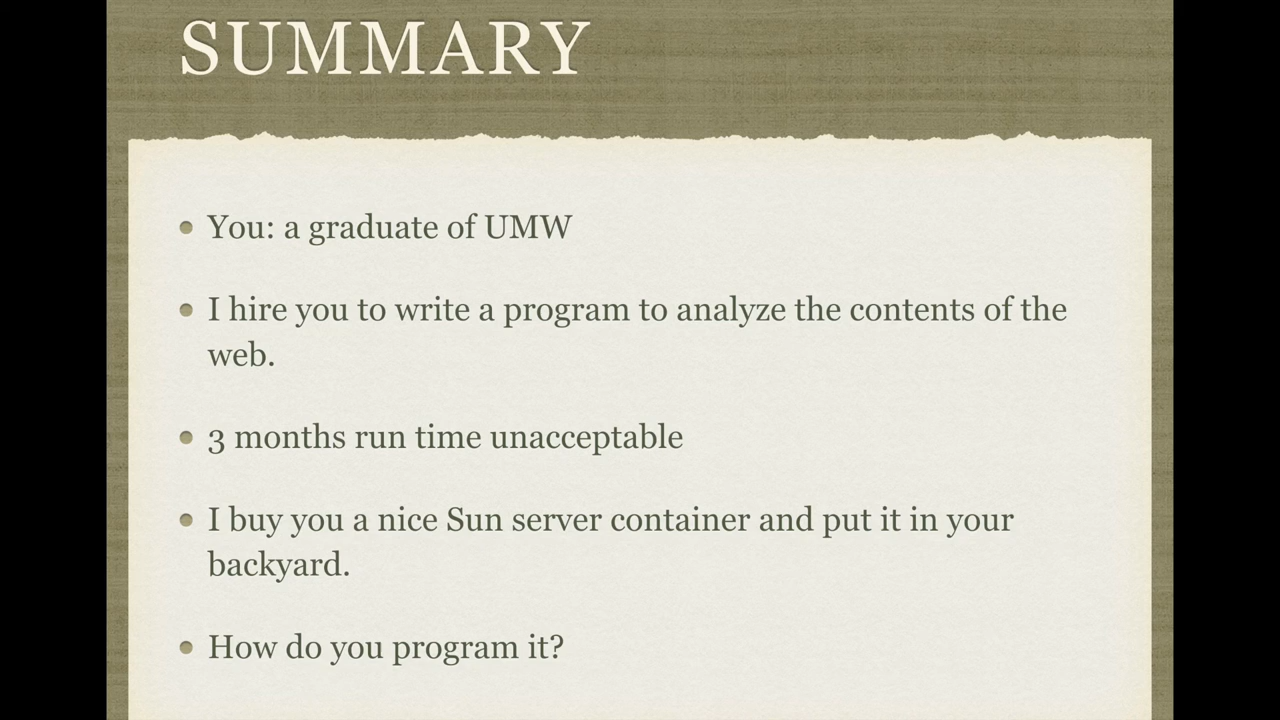 SUMMARY
You: a graduate of UMW
I hire you to write a program to analyze the contents of the
web.
3 months run time unacceptable
I buy you a nice Sun server container and put it in your
backyard.
How do you program it?